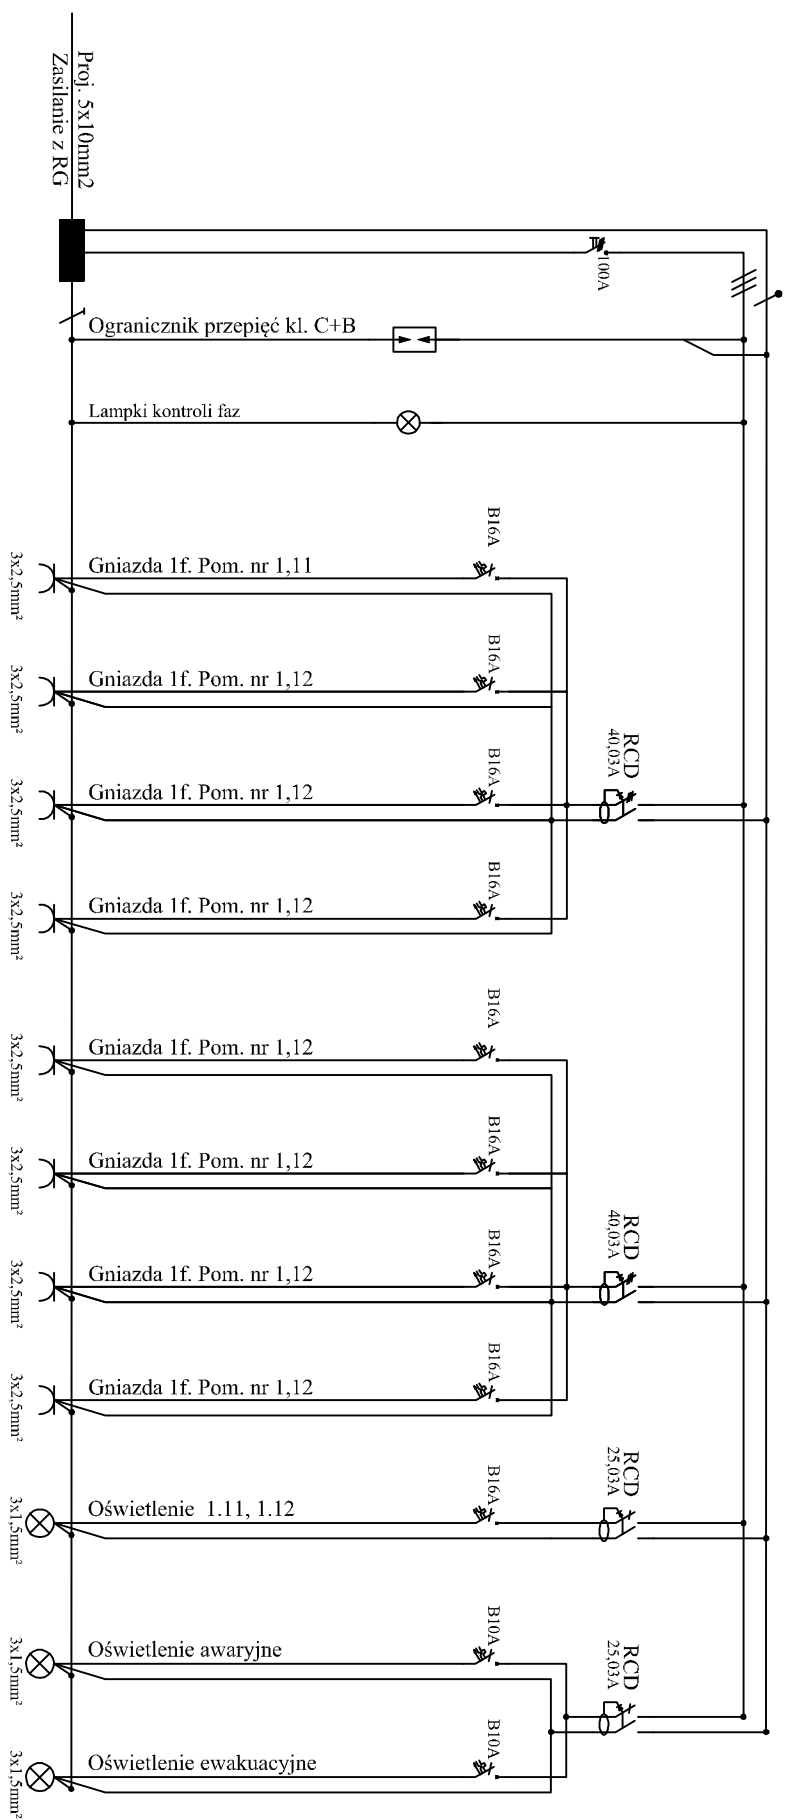 Proj. 5x10mm2
Zasilanie z RG
100A
Ogranicznik przepięć kl. C+B
Lampki kontroli faz
B16A
Gniazda 1f. Pom. nr 1,11
3x2,5mm²
B16A
Gniazda 1f. Pom. nr 1,12
3x2,5mm²
RCD
40,03A
B16A
Gniazda 1f. Pom. nr 1,12
3x2,5mm²
B16A
Gniazda 1f. Pom. nr 1,12
3x2,5mm²
B16A
Gniazda 1f. Pom. nr 1,12
3x2,5mm²
B16A
Gniazda 1f. Pom. nr 1,12
3x2,5mm²
RCD
40,03A
B16A
Gniazda 1f. Pom. nr 1,12
3x2,5mm²
B16A
Gniazda 1f. Pom. nr 1,12
3x2,5mm²
RCD
25,03A
B16A
Oświetlenie 1.11, 1.12
3x1,5mm²
B10A
Oświetlenie awaryjne
3x1,5mm²
RCD
25,03A
B10A
Oświetlenie ewakuacyjne
3x1,5mm²